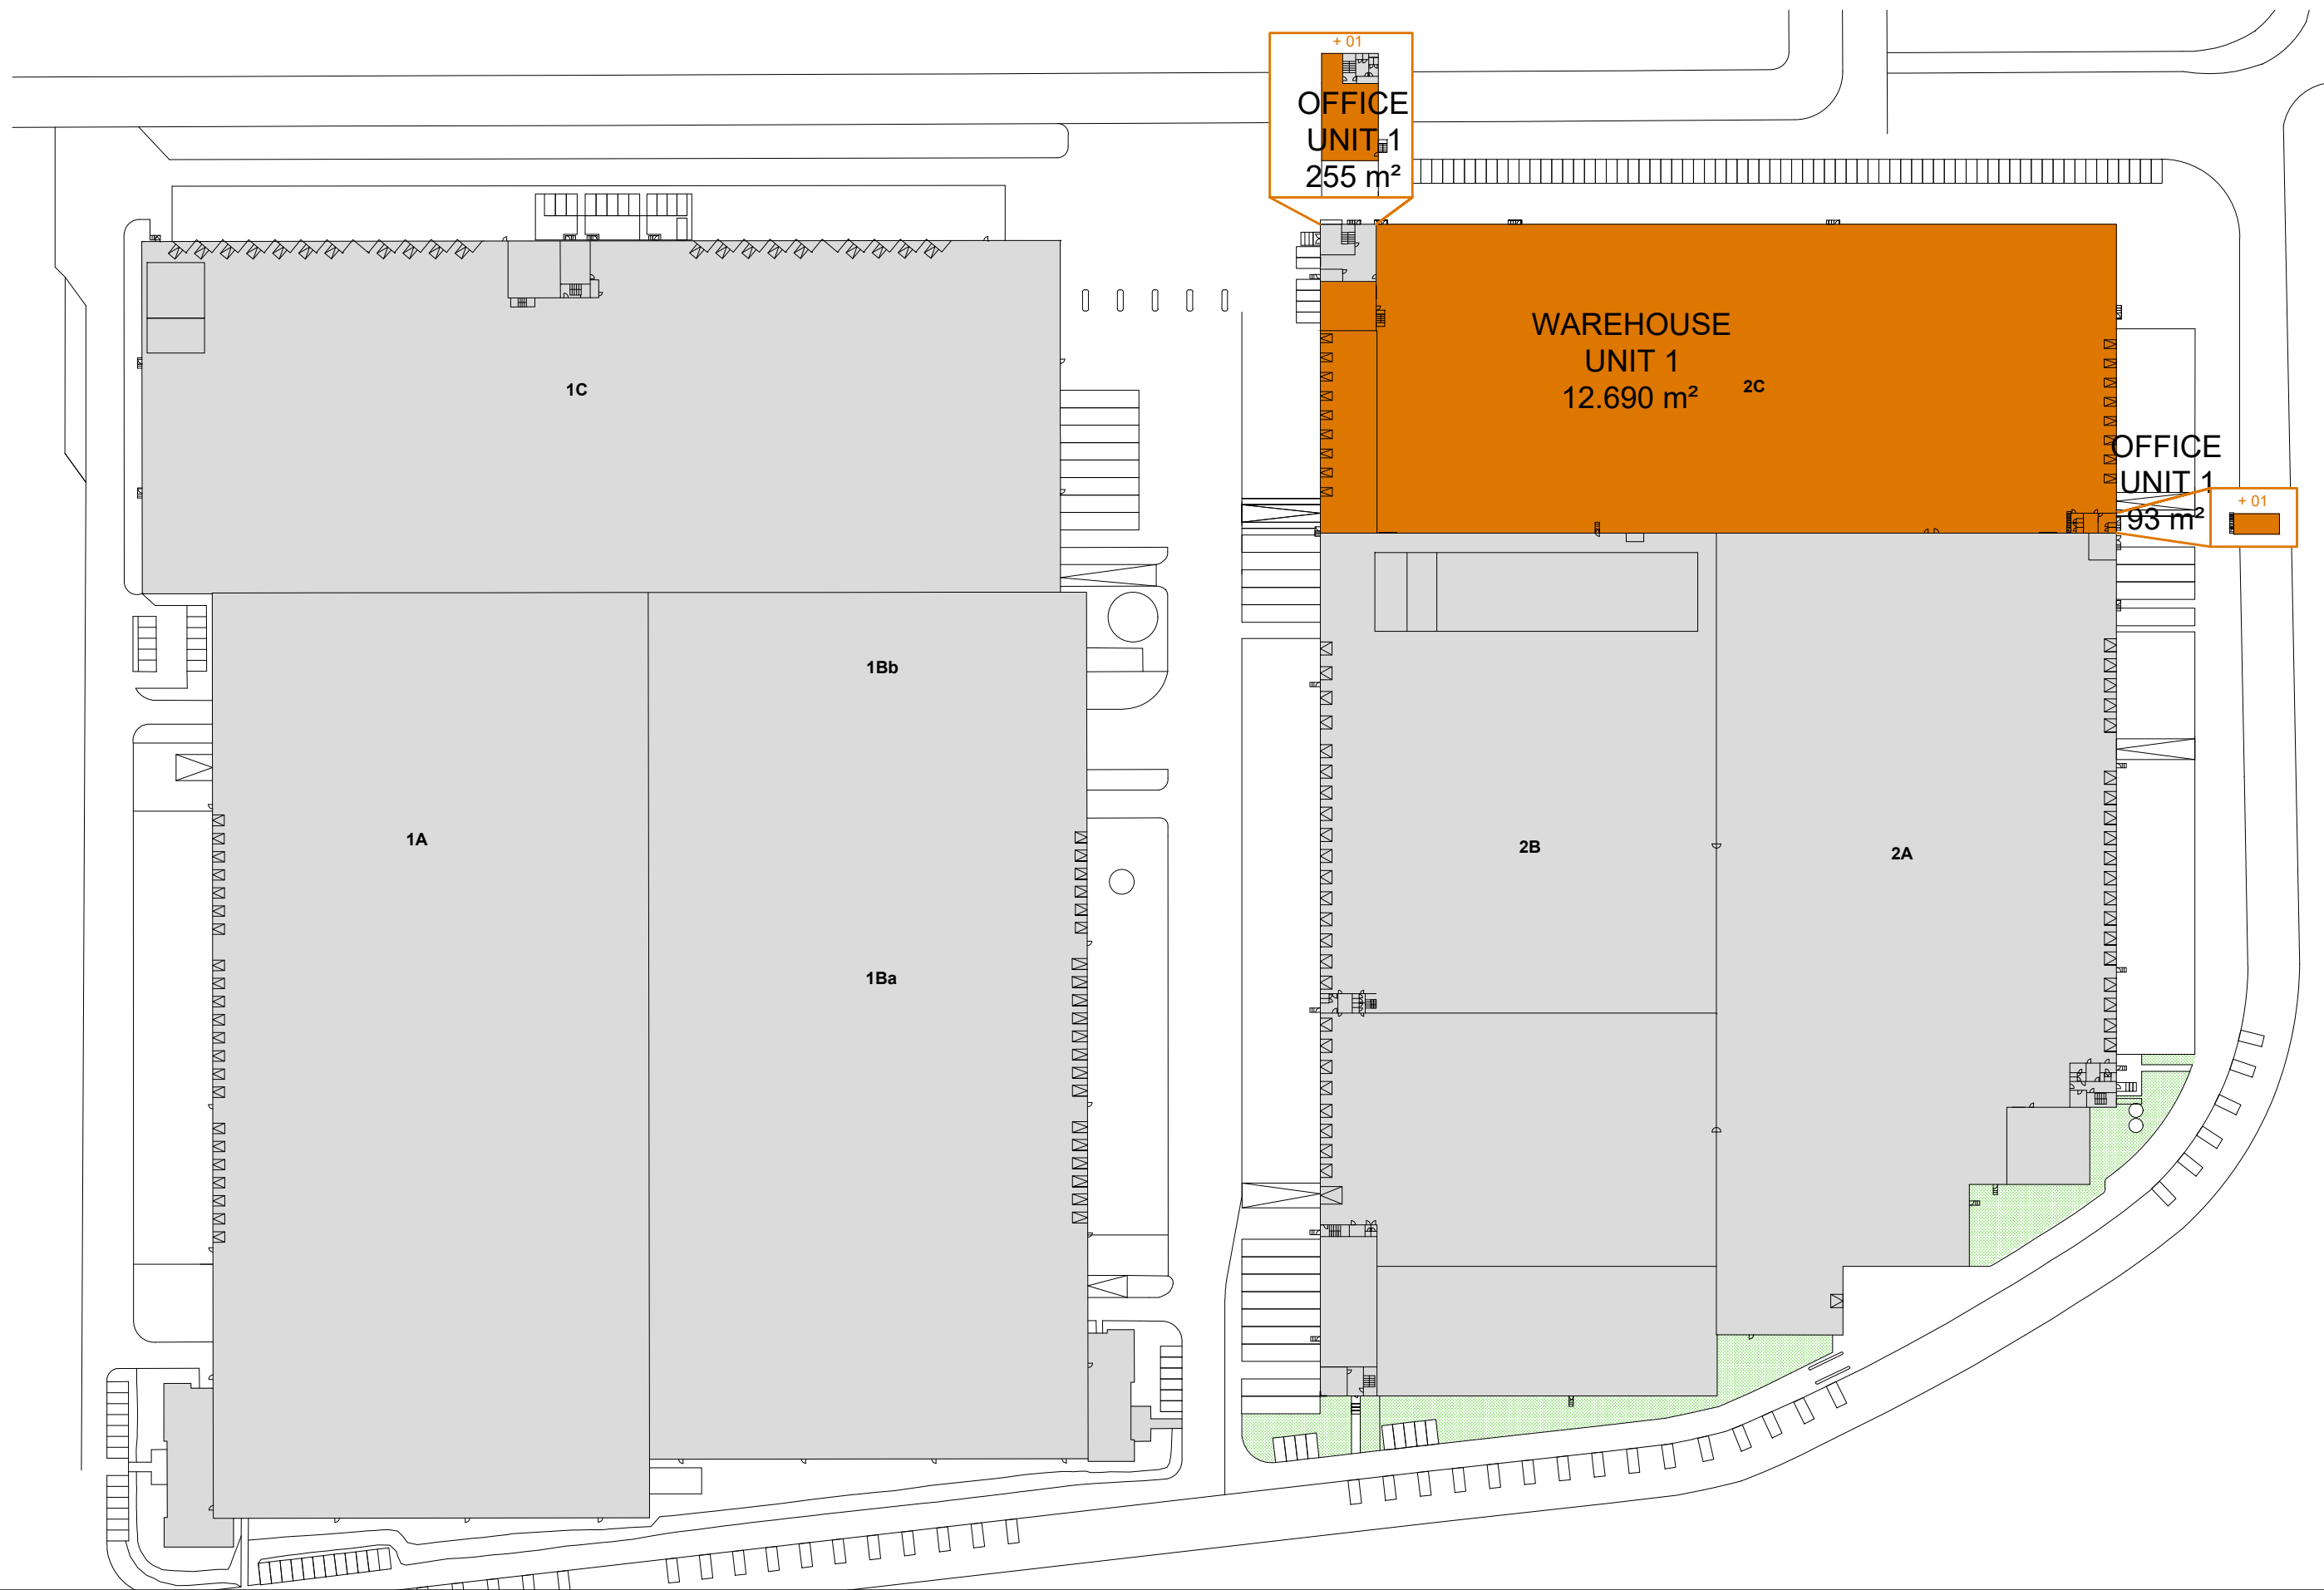 + 01
OFFICE
UNIT 1
255 m²
WAREHOUSE
UNIT 1
12.690 m²
2C
1C
OFFICE
UNIT 1
93 m²
+ 01
1Bb
1A
2B
2A
1Ba